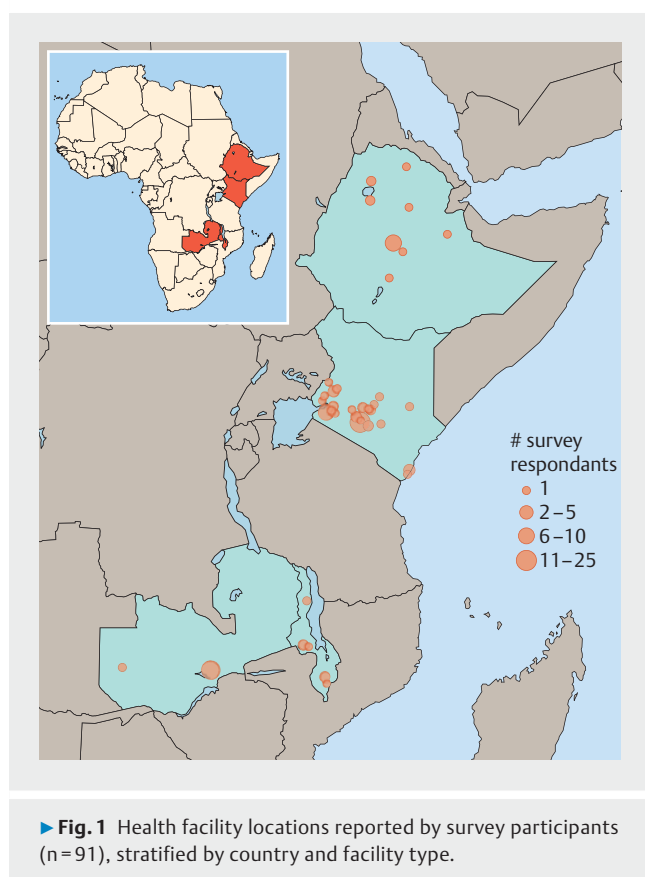 # survey
respondants
1
2–5
6–10
11–25
▶ Fig. 1 Health facility locations reported by survey participants
(n=91), stratified by country and facility type.